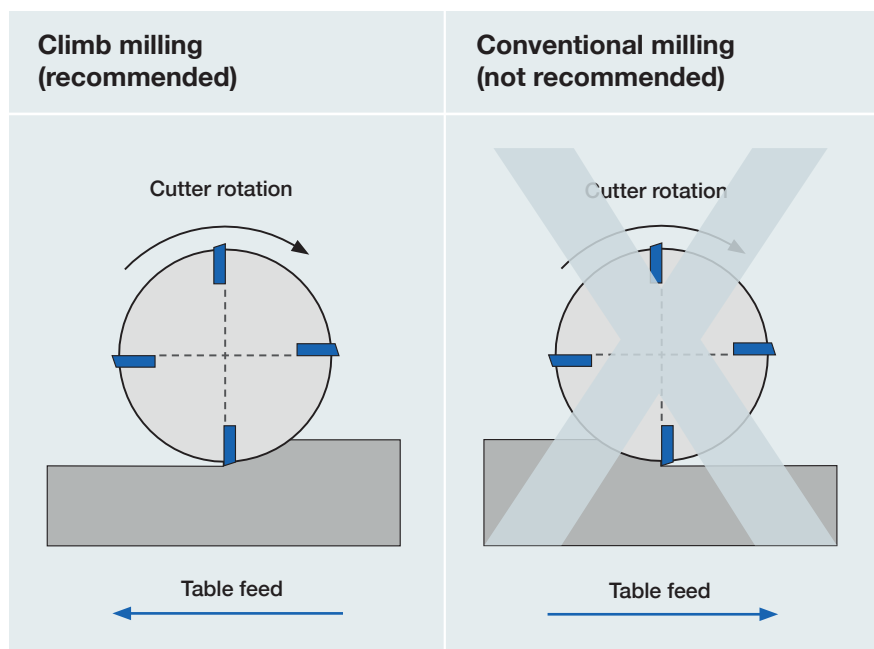 Climb milling
(recommended)
Conventional milling
(not recommended)
Cutter rotation
Cutter rotation
Table feed
Table feed